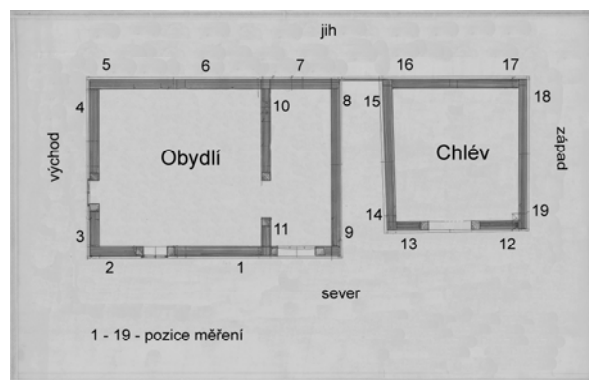 jih
5 6 7 16 17
4 10 8 15 18
východ Obydlí Chlév západ
3 11 9 14 19
2 1 13 12
sever
1 - 19 - pozice měření